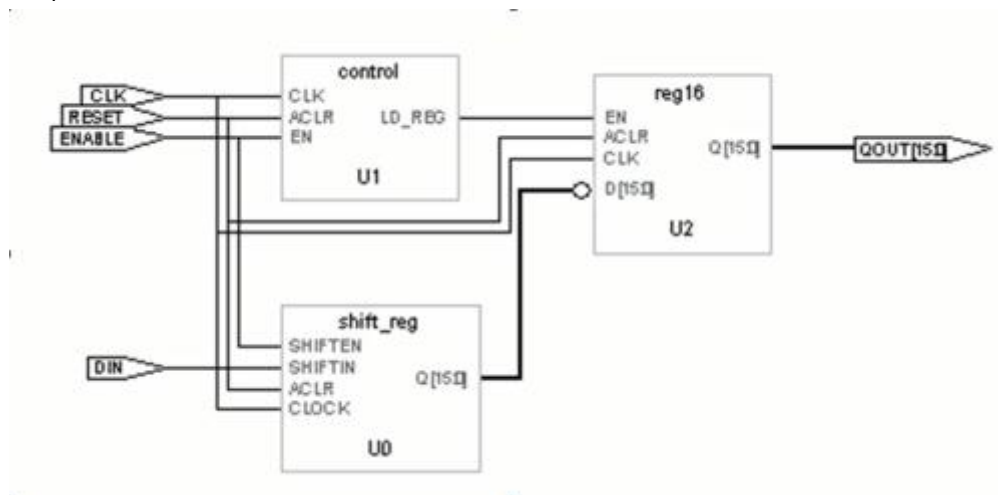 control
CLK
RESET
ENABLE
CLK
ACLR
EN
LD_REG
U1
reg16
EN
ACLR
CLK
D[15:0]
Q[15:0]
U2
QOUT[15:0]
shift_reg
DIN
SHIFTEN
SHIFTIN
ACLR
CLOCK
Q[15:0]
U0